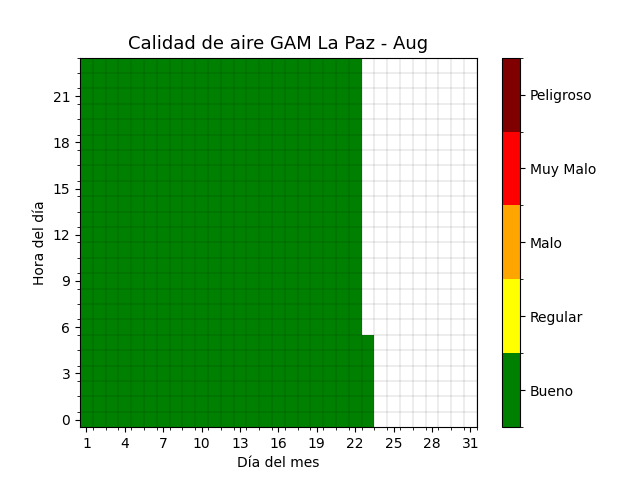 Calidad de aire GAM La Paz - Aug
Hora del día
21
18
15
12
9
6
3
0
1 4 7 10 13 16 19 22 25 28 31
Día del mes
Peligroso
Muy Malo
Malo
Regular
Bueno